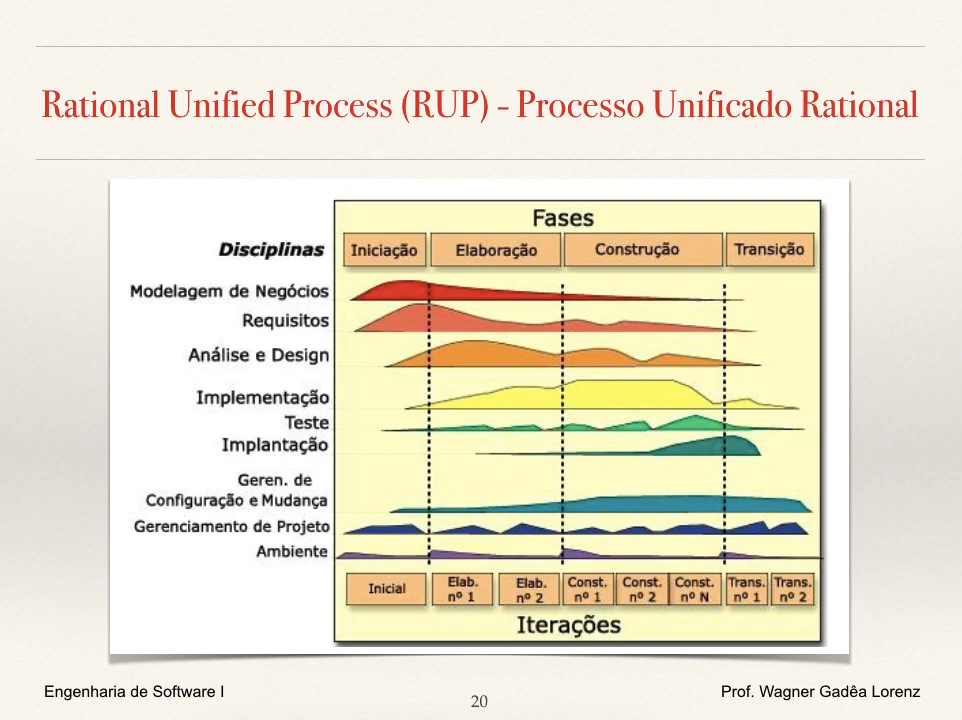 Rational Unified Process (RUP) - Processo Unificado Rational
Fases
Disciplinas
Iniciação
Elaboração
Construção
Transição
Modelagem de Negócios
Requisitos
Análise e Design
Implementação
Teste
Implantação
Geren. de
Configuração e Mudança
Gerenciamento de Projeto
Ambiente
Inicial
Elab.
nº 1
Elab.
nº 2
Const.
nº 1
Const.
nº 2
Const.
nº N
Trans.
nº 1
Trans.
nº 2
Iterações
Engenharia de Software I
20
Prof. Wagner Gadêa Lorenz